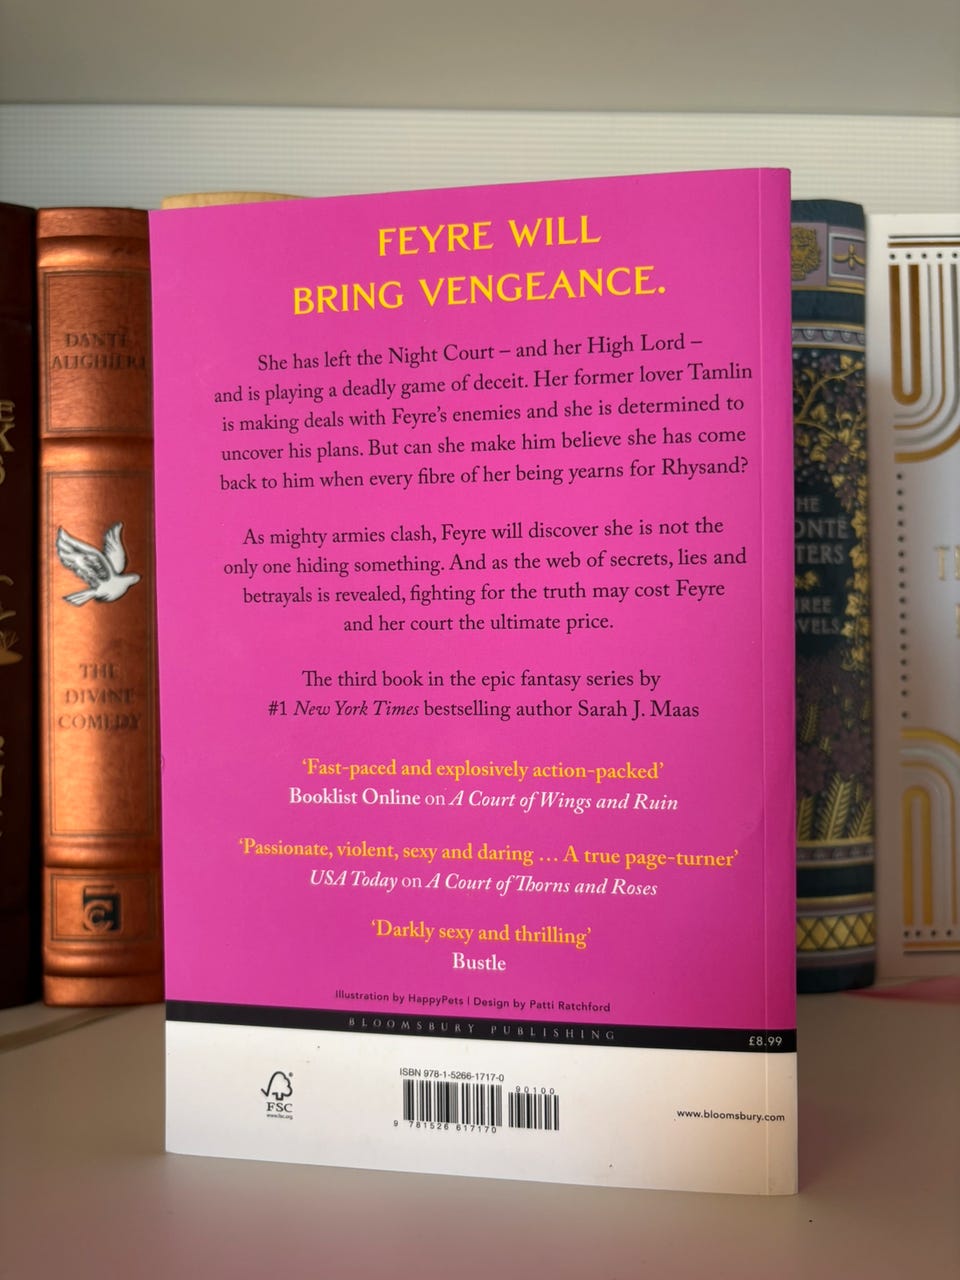 FEYRE WILL
BRING VENGEANCE.
She has left the Night Court – and her High Lord –
and is playing a deadly game of deceit. Her former lover Tamlin
is making deals with Feyre’s enemies and she is determined to
uncover his plans. But can she make him believe she has come
back to him when every fibre of her being yearns for Rhysand?
As mighty armies clash, Feyre will discover she is not the
only one hiding something. And as the web of secrets, lies and
betrayals is revealed, fighting for the truth may cost Feyre
and her court the ultimate price.
The third book in the epic fantasy series by
#1 New York Times bestselling author Sarah J. Maas
‘Fast-paced and explosively action-packed’
Booklist Online on A Court of Wings and Ruin
‘Passionate, violent, sexy and daring … A true page-turner’
USA Today on A Court of Thorns and Roses
‘Darkly sexy and thrilling’
Bustle
Illustration by HappyPets | Design by Patti Ratchford
BLOOMSBURY PUBLISHING
£8.99
FSC
www.fsc.org
ISBN 978-1-5266-1717-0
90100
9 781526 617170
www.bloomsbury.com
DANTE
ALIGHIERI
THE
DIVINE
COMEDY